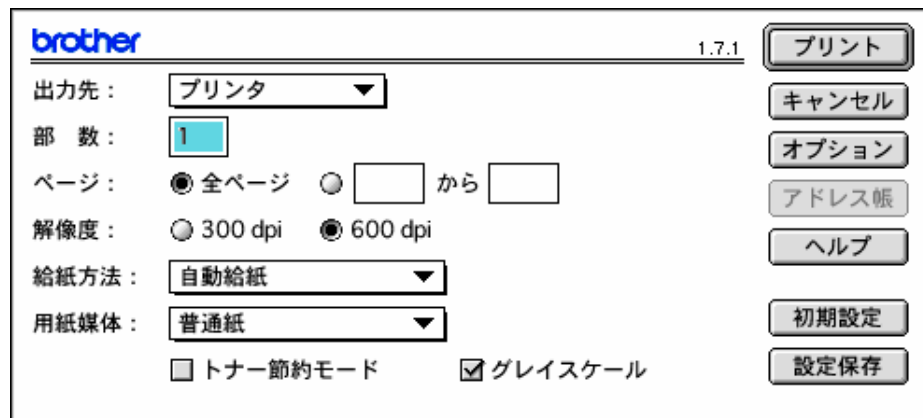 brother
1.7.1
プリント
出力先： プリンタ
キャンセル
部　数： 1
オプション
ページ： 全ページ から
アドレス帳
解像度： 300 dpi 600 dpi
ヘルプ
給紙方法： 自動給紙
用紙媒体： 普通紙
初期設定
トナー節約モード グレイスケール
設定保存